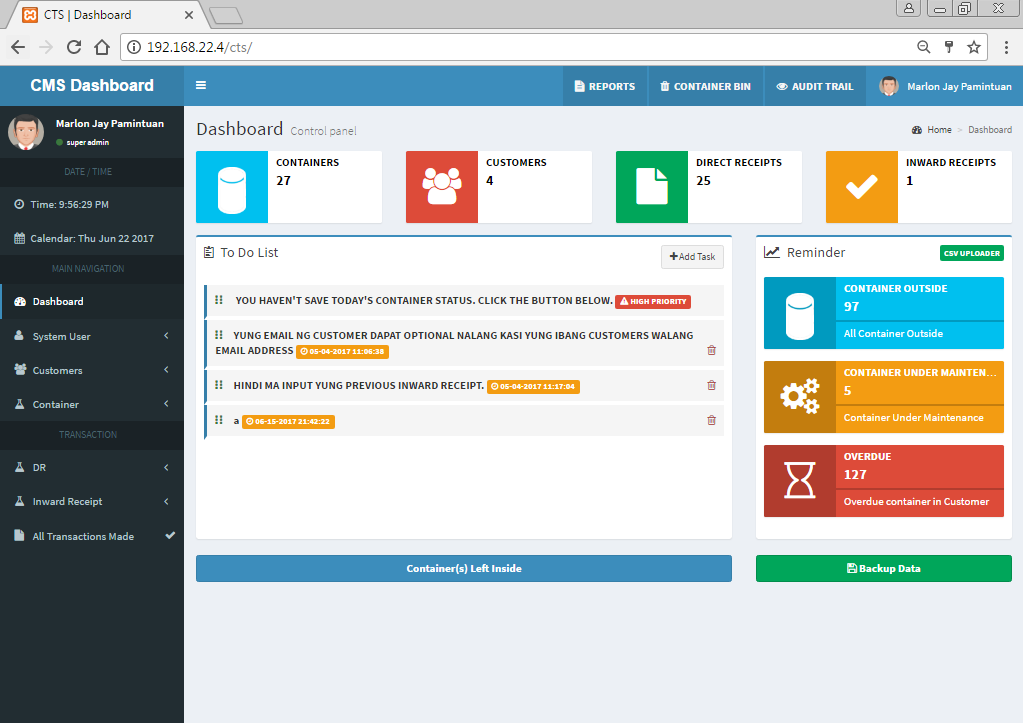 CTS | Dashboard
192.168.22.4/cts/
CMS Dashboard
REPORTS
CONTAINER BIN
AUDIT TRAIL
Marlon Jay Pamintuan
Marlon Jay Pamintuan
super admin
DATE / TIME
Time: 9:56:29 PM
Calendar: Thu Jun 22 2017
MAIN NAVIGATION
Dashboard
System User
Customers
Container
TRANSACTION
DR
Inward Receipt
All Transactions Made
Dashboard Control panel
Home > Dashboard
CONTAINERS
27
CUSTOMERS
4
DIRECT RECEIPTS
25
INWARD RECEIPTS
1
To Do List
Add Task
YOU HAVEN'T SAVE TODAY'S CONTAINER STATUS. CLICK THE BUTTON BELOW. HIGH PRIORITY
YUNG EMAIL NG CUSTOMER DAPAT OPTIONAL NALANG KASI YUNG IBANG CUSTOMERS WALANG
EMAIL ADDRESS 05-04-2017 11:06:38
HINDI MA INPUT YUNG PREVIOUS INWARD RECEIPT. 05-04-2017 11:17:04
a 06-15-2017 21:42:22
Reminder
CSV UPLOADER
CONTAINER OUTSIDE
97
All Container Outside
CONTAINER UNDER MAINTEN...
5
Container Under Maintenance
OVERDUE
127
Overdue container in Customer
Container(s) Left Inside
Backup Data